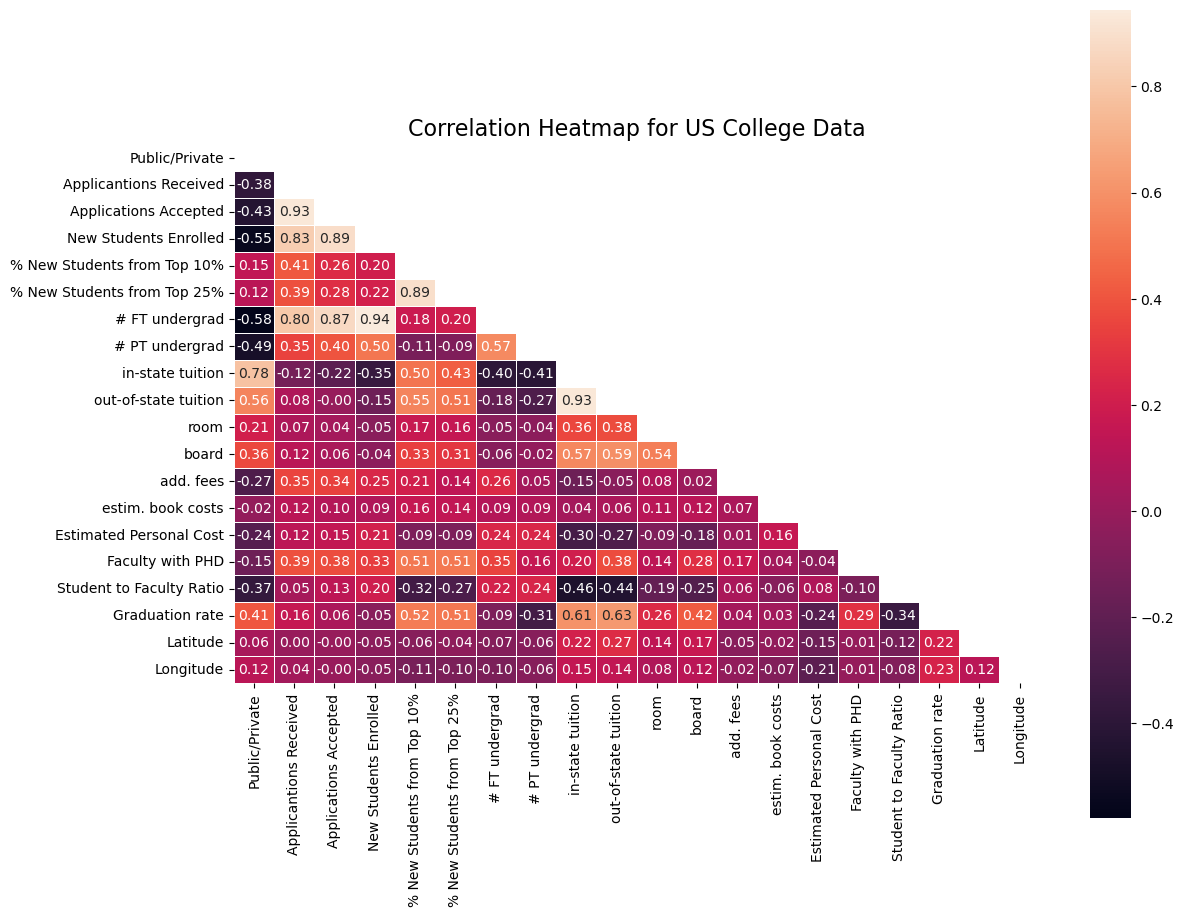 Correlation Heatmap for US College Data
Public/Private
Applicantions Received -0.38
Applications Accepted -0.43 0.93
New Students Enrolled -0.55 0.83 0.89
% New Students from Top 10% 0.15 0.41 0.26 0.20
% New Students from Top 25% 0.12 0.39 0.28 0.22 0.89
# FT undergrad -0.58 0.80 0.87 0.94 0.18 0.20
# PT undergrad -0.49 0.35 0.40 0.50 -0.11 -0.09 0.57
in-state tuition 0.78 -0.12 -0.22 -0.35 0.50 0.43 -0.40 -0.41
out-of-state tuition 0.56 0.08 -0.00 -0.15 0.55 0.51 -0.18 -0.27 0.93
room 0.21 0.07 0.04 -0.05 0.17 0.16 -0.05 -0.04 0.36 0.38
board 0.36 0.12 0.06 -0.04 0.33 0.31 -0.06 -0.02 0.57 0.59 0.54
add. fees -0.27 0.35 0.34 0.25 0.21 0.14 0.26 0.05 -0.15 -0.05 0.08 0.02
estim. book costs -0.02 0.12 0.10 0.09 0.16 0.14 0.09 0.09 0.04 0.06 0.11 0.12 0.07
Estimated Personal Cost -0.24 0.12 0.15 0.21 -0.09 -0.09 0.24 0.24 -0.30 -0.27 -0.09 -0.18 0.01 0.16
Faculty with PHD -0.15 0.39 0.38 0.33 0.51 0.51 0.35 0.16 0.20 0.38 0.14 0.28 0.17 0.04 -0.04
Student to Faculty Ratio -0.37 0.05 0.13 0.20 -0.32 -0.27 0.22 0.24 -0.46 -0.44 -0.19 -0.25 0.06 -0.06 0.08 -0.10
Graduation rate 0.41 0.16 0.06 -0.05 0.52 0.51 -0.09 -0.31 0.61 0.63 0.26 0.42 0.04 0.03 -0.24 0.29 -0.34
Latitude 0.06 0.00 -0.00 -0.05 -0.06 -0.04 -0.07 -0.06 0.22 0.27 0.14 0.17 -0.05 -0.02 -0.15 -0.01 -0.12 0.22
Longitude 0.12 0.04 -0.00 -0.05 -0.11 -0.10 -0.10 -0.06 0.15 0.14 0.08 0.12 -0.02 -0.07 -0.21 -0.01 -0.08 0.23 0.12
Public/Private
Applicantions Received
Applications Accepted
New Students Enrolled
% New Students from Top 10%
% New Students from Top 25%
# FT undergrad
# PT undergrad
in-state tuition
out-of-state tuition
room
board
add. fees
estim. book costs
Estimated Personal Cost
Faculty with PHD
Student to Faculty Ratio
Graduation rate
Latitude
Longitude
0.8
0.6
0.4
0.2
0.0
−0.2
−0.4